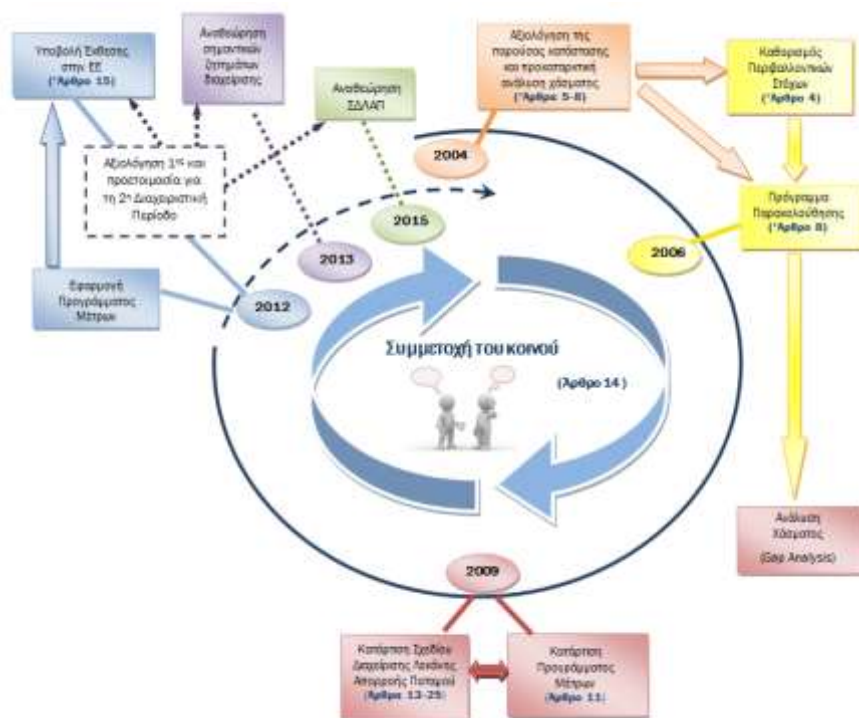 Υποβολή Έκθεσης
στην ΕΕ
(Άρθρο 15)
Αναθεώρηση
σημαντικών
ζητημάτων
διαχείρισης
Αναθεώρηση
ΣΔΛΑΠ
Αξιολόγηση της
παρούσας κατάστασης
και προκαταρκτική
ανάλυση χάσματος
(Άρθρο 5-8)
Καθορισμός
Περιβαλλοντικών
Στόχων
(Άρθρο 4)
Αξιολόγηση 1ης και
προετοιμασία για
τη 2η Διαχειριστική
Περίοδο
2004
2015
2013
2012
2006
Πρόγραμμα
Παρακολούθησης
(Άρθρο 8)
Εφαρμογή
Προγράμματος
Μέτρων
Συμμετοχή του κοινού
(Άρθρο 14)
Ανάλυση
Χάσματος
(Gap Analysis)
2009
Κατάρτιση Σχεδίου
Διαχείρισης Λεκάνης
Απορροής Ποταμού
(Άρθρο 13-25)
Κατάρτιση
Προγράμματος
Μέτρων
(Άρθρο 11)